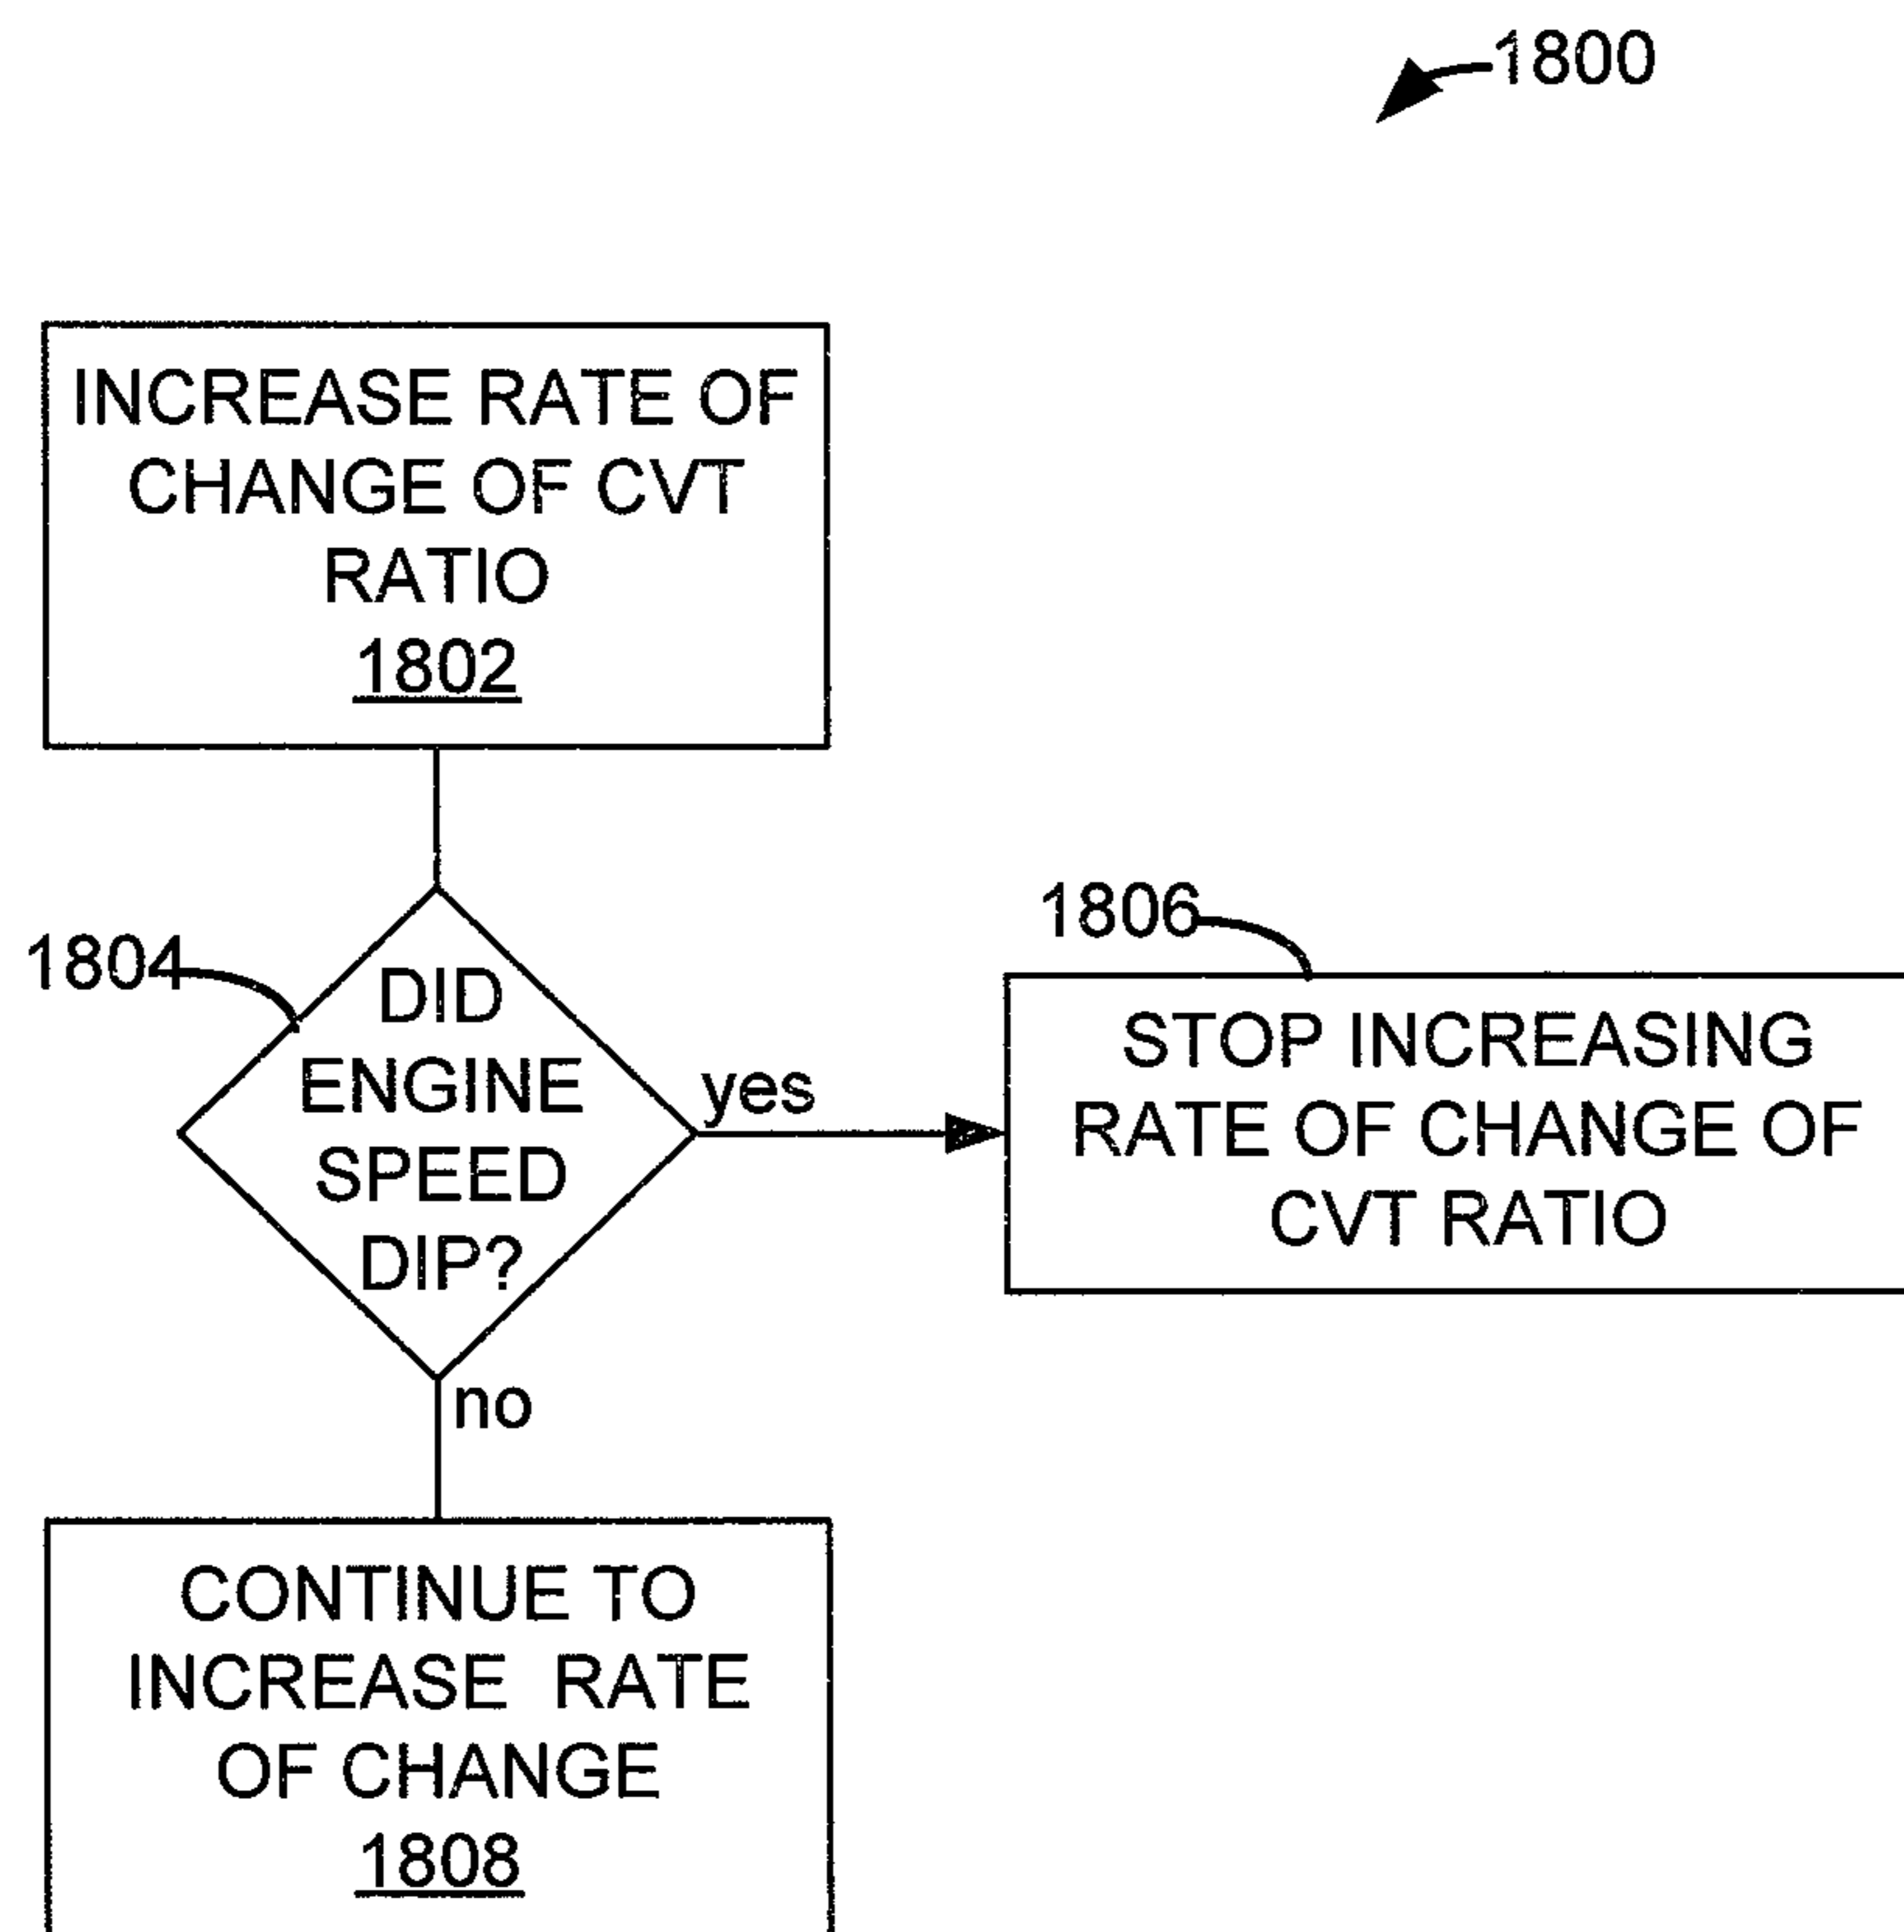 1800
INCREASE RATE OF
CHANGE OF CVT
RATIO
1802
1804
DID
ENGINE
SPEED
DIP?
yes
1806
STOP INCREASING
RATE OF CHANGE OF
CVT RATIO
no
CONTINUE TO
INCREASE RATE
OF CHANGE
1808